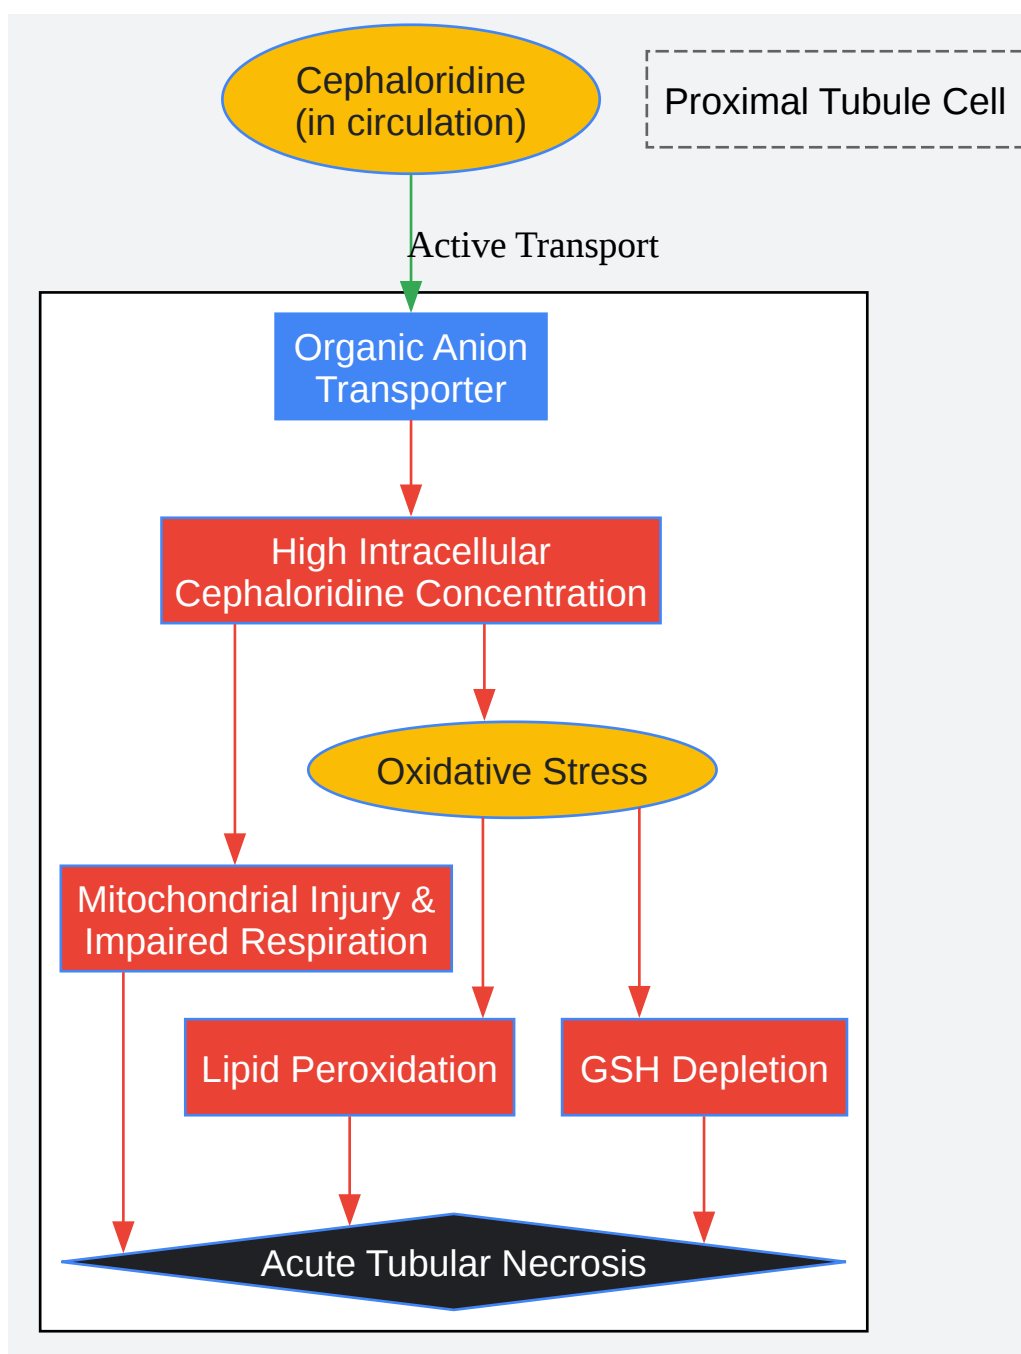 Cephaloridine
(in circulation)
Proximal Tubule Cell
Active Transport
Organic Anion
Transporter
High Intracellular
Cephaloridine Concentration
Oxidative Stress
Mitochondrial Injury &
Impaired Respiration
Lipid Peroxidation
GSH Depletion
Acute Tubular Necrosis